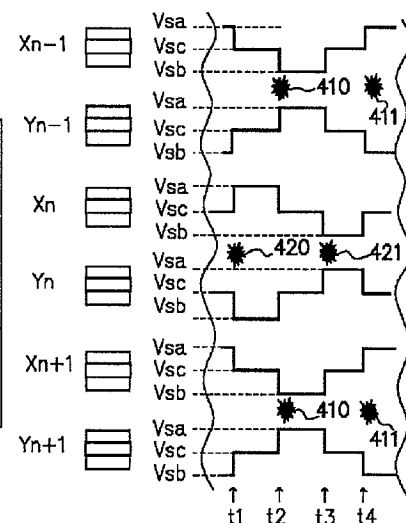 Xn-1
Vsa
Vsc
Vsb
410
411
Yn-1
Vsa
Vsc
Vsb
Xn
Vsa
Vsc
Vsb
420
421
Yn
Vsa
Vsc
Vsb
Xn+1
Vsa
Vsc
Vsb
410
411
Yn+1
Vsa
Vsc
Vsb
t1 t2 t3 t4